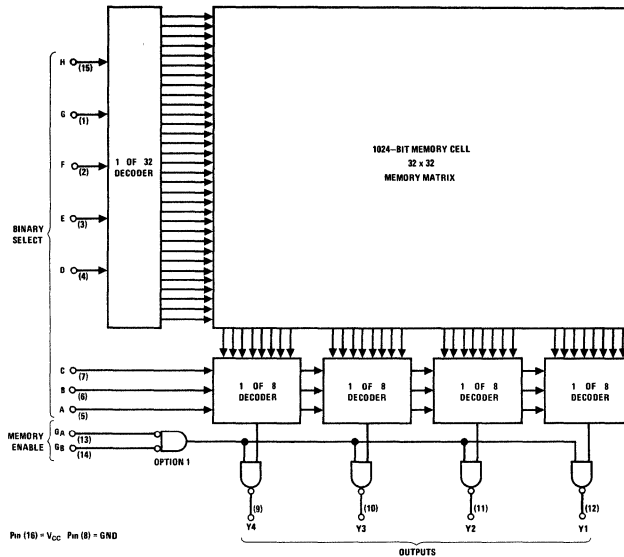 H (15)
G (1)
F (2)
E (3)
D (4)
BINARY
SELECT
1 OF 32
DECODER
1024-BIT MEMORY CELL
32 x 32
MEMORY MATRIX
C (7)
B (6)
A (5)
1 OF 8
DECODER
1 OF 8
DECODER
1 OF 8
DECODER
1 OF 8
DECODER
MEMORY
ENABLE
GA (13)
GB (14)
OPTION 1
(9)
Y4
(10)
Y3
(11)
Y2
(12)
Y1
Pin (16) = VCC Pin (8) = GND
OUTPUTS